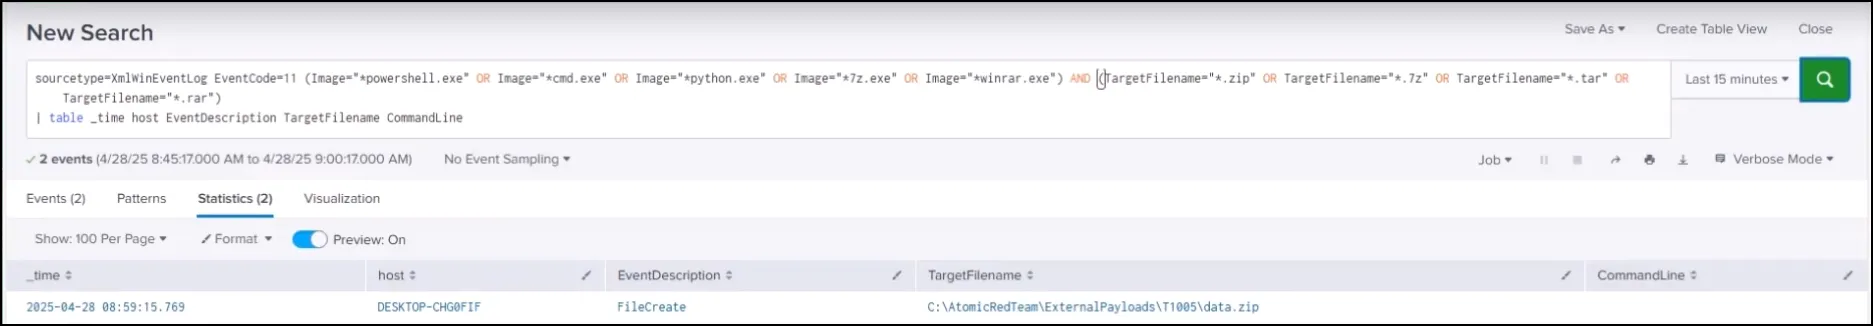 New Search
Save As Create Table View Close
sourcetype=XmlWinEventLog EventCode=11 (Image="*powershell.exe" OR Image="*cmd.exe" OR Image="*python.exe" OR Image="*7z.exe" OR Image="*winrar.exe") AND (TargetFilename="*.zip" OR TargetFilename="*.7z" OR TargetFilename="*.tar" OR
TargetFilename="*.rar")
| table _time host EventDescription TargetFilename CommandLine
Last 15 minutes
✓ 2 events (4/28/25 8:45:17.000 AM to 4/28/25 9:00:17.000 AM) No Event Sampling Job Verbose Mode
Events (2) Patterns Statistics (2) Visualization
Show: 100 Per Page Format Preview: On
_time host EventDescription TargetFilename CommandLine
2025-04-28 08:59:15.769 DESKTOP-CHG0FIF FileCreate C:\AtomicRedTeam\ExternalPayloads\T1005\data.zip